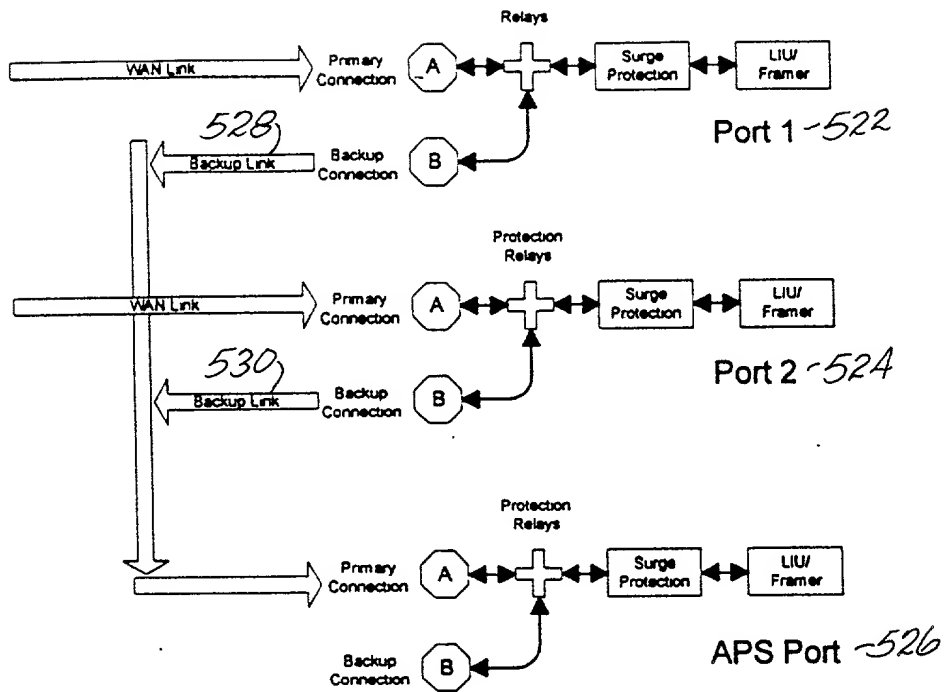 Relays
WAN Link
Primary
Connection
A
Surge
Protection
LIU/
Framer
Port 1 -522
528
Backup Link
Backup
Connection
B
Protection
Relays
WAN Link
Primary
Connection
A
Surge
Protection
LIU/
Framer
Port 2 -524
530
Backup Link
Backup
Connection
B
Protection
Relays
Primary
Connection
A
Surge
Protection
LIU/
Framer
APS Port -526
Backup
Connection
B